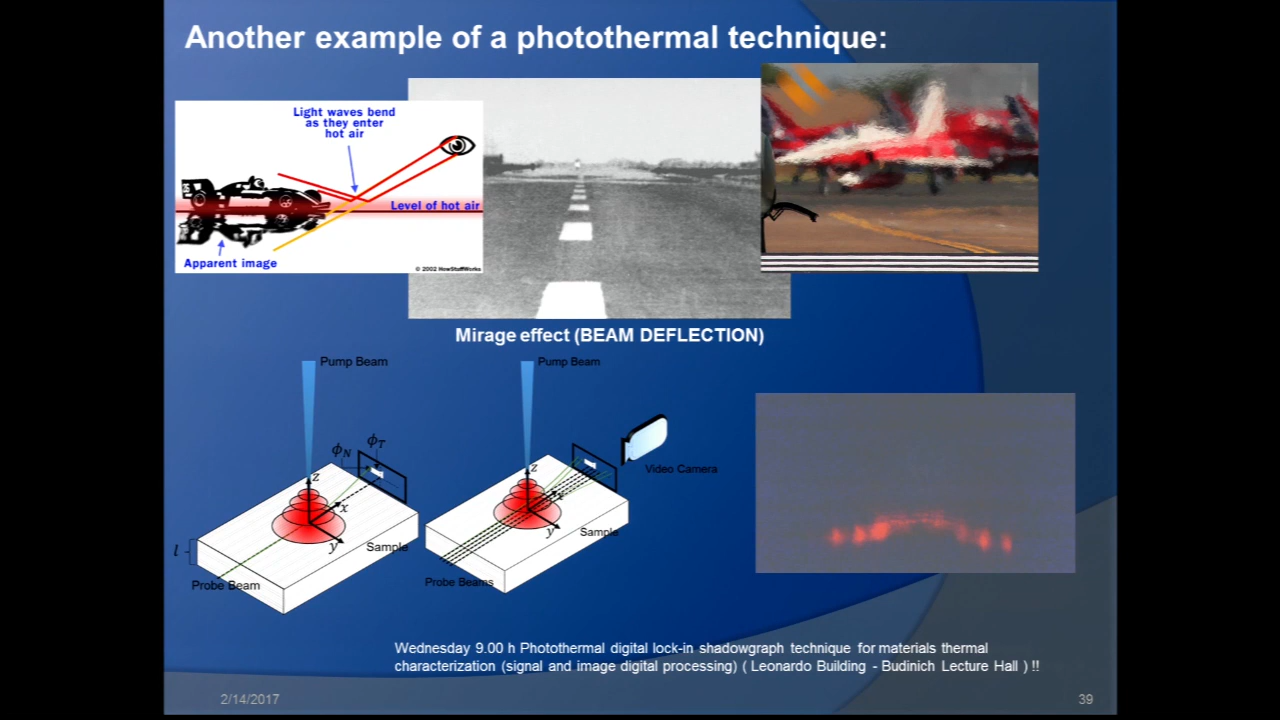 Another example of a photothermal technique:
Light waves bend
as they enter
hot air
Level of hot air
Apparent image
© 2002 HowStuffWorks
Mirage effect (BEAM DEFLECTION)
Pump Beam
ϕN
ϕT
z
x
y
l
Sample
Probe Beam
Pump Beam
Video Camera
z
x
y
Sample
Probe Beams
Wednesday 9.00 h Photothermal digital lock-in shadowgraph technique for materials thermal
characterization (signal and image digital processing) ( Leonardo Building - Budinich Lecture Hall ) !!
2/14/2017
39